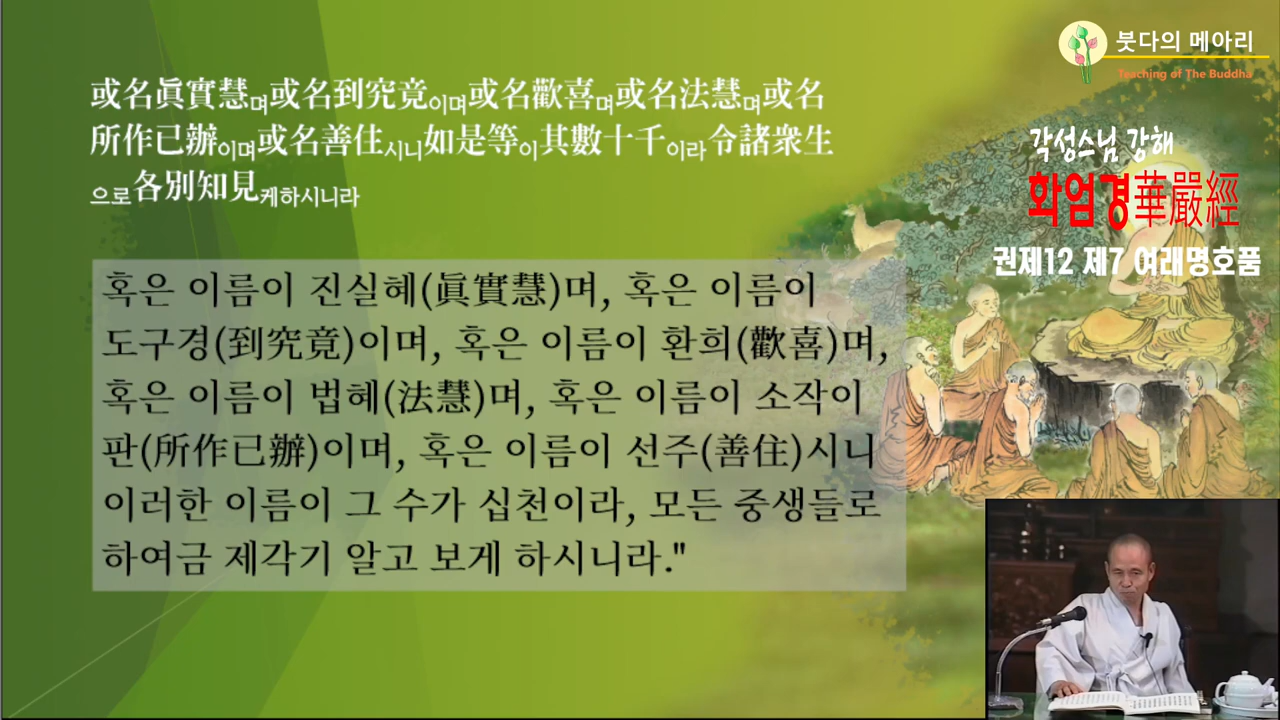 或名眞實慧며或名到究竟이며或名歡喜며或名法慧며或名
所作已辦이며或名善住시니如是等이其數十千이라令諸衆生
으로各別知見케하시니라
혹은 이름이 진실혜(眞實慧)며, 혹은 이름이
도구경(到究竟)이며, 혹은 이름이 환희(歡喜)며,
혹은 이름이 법혜(法慧)며, 혹은 이름이 소작이
판(所作已辦)이며, 혹은 이름이 선주(善住)시니
이러한 이름이 그 수가 십천이라, 모든 중생들로
하여금 제각기 알고 보게 하시니라."
붓다의 메아리
Teaching of The Buddha
각성스님 강해
화엄경華嚴經
권제12 제7 여래명호품